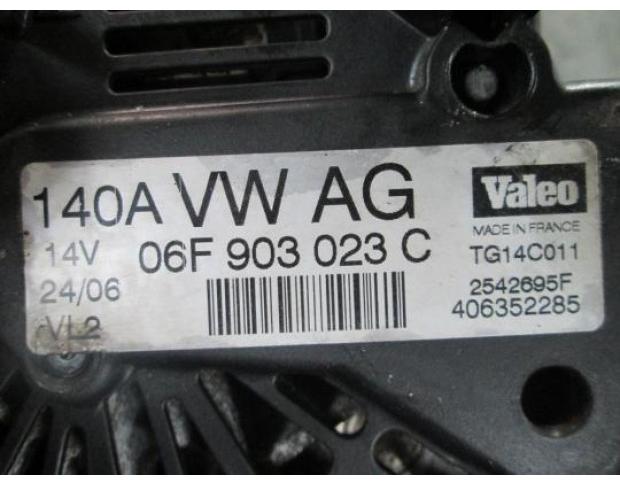 140A VW AG
Valeo
MADE IN FRANCE
14V 06F 903 023 C
TG14C011
24/06
2542695F
406352285
VL2